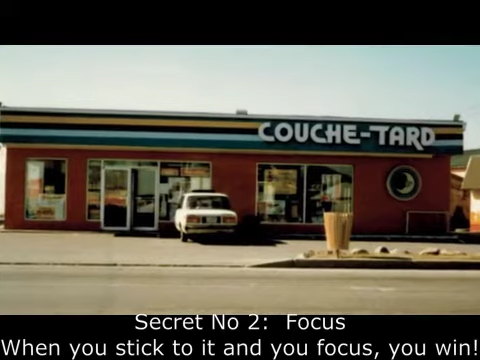 COUCHE-TARD
Secret No 2:  Focus
When you stick to it and you focus, you win!